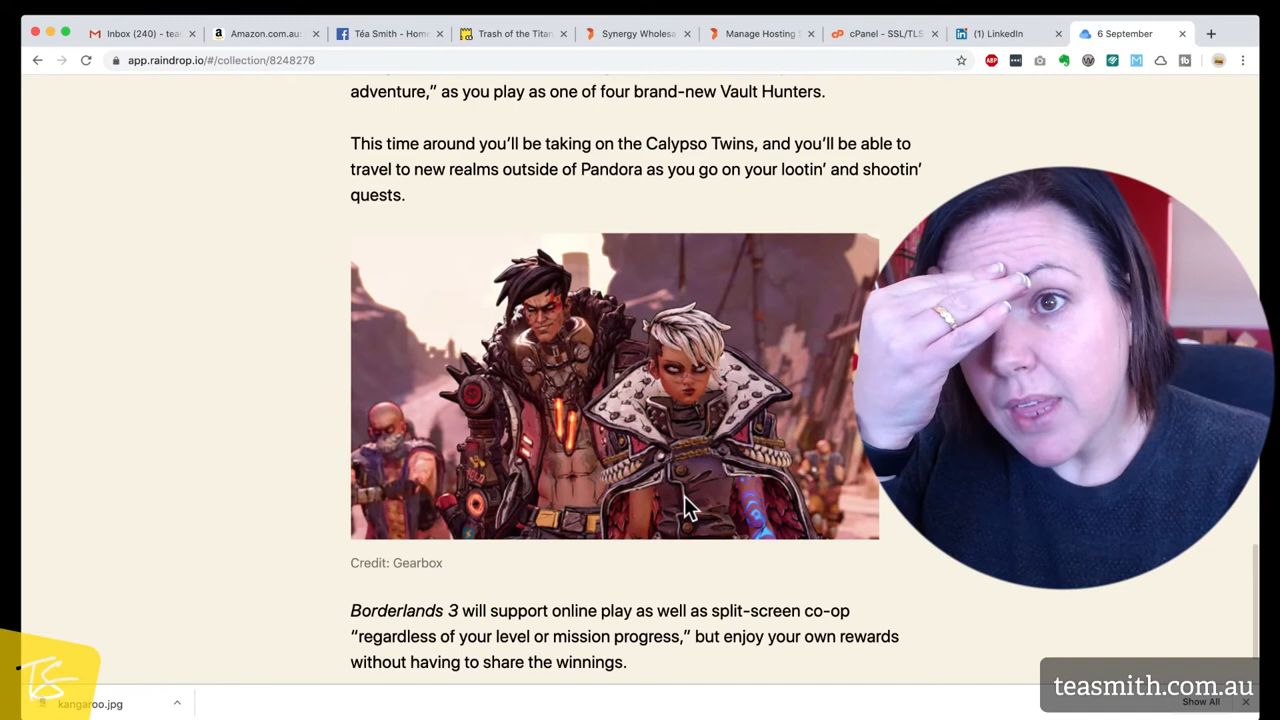 Inbox (240) - tea
Amazon.com.au:
Téa Smith - Hom
Trash of the Titan
Synergy Wholesa
Manage Hosting
cPanel - SSL/TLS
(1) LinkedIn
6 September
app.raindrop.io/#/collection/8248278
ABP
adventure,” as you play as one of four brand-new Vault Hunters.
This time around you’ll be taking on the Calypso Twins, and you’ll be able to
travel to new realms outside of Pandora as you go on your lootin’ and shootin’
quests.
Credit: Gearbox
Borderlands 3 will support online play as well as split-screen co-op
“regardless of your level or mission progress,” but enjoy your own rewards
without having to share the winnings.
TS
teasmith.com.au
kangaroo.jpg
Show All